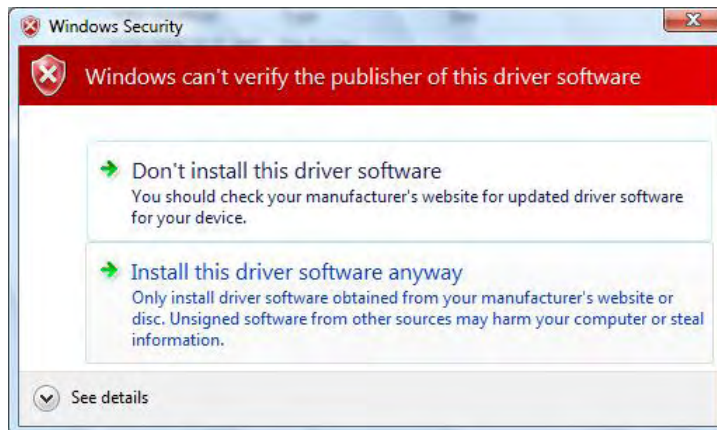 Windows Security
Windows can't verify the publisher of this driver software
Don't install this driver software
You should check your manufacturer's website for updated driver software
for your device.
Install this driver software anyway
Only install driver software obtained from your manufacturer's website or
disc. Unsigned software from other sources may harm your computer or steal
information.
See details